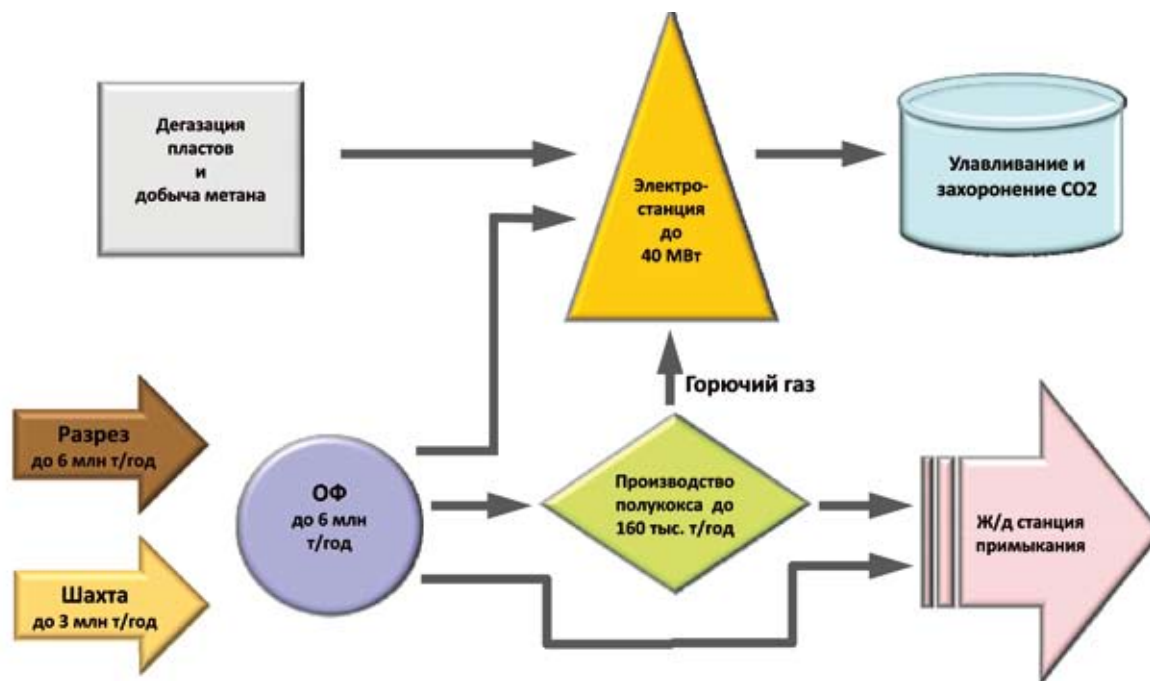 Дегазация
пластов
и
добыча метана
Электро-
станция
до
40 МВт
Улавливание и
захоронение СО2
Горючий газ
Разрез
до 6 млн т/год
Шахта
до 3 млн т/год
ОФ
до 6 млн
т/год
Производство
полукокса до
160 тыс. т/год
Ж/д станция
примыкания